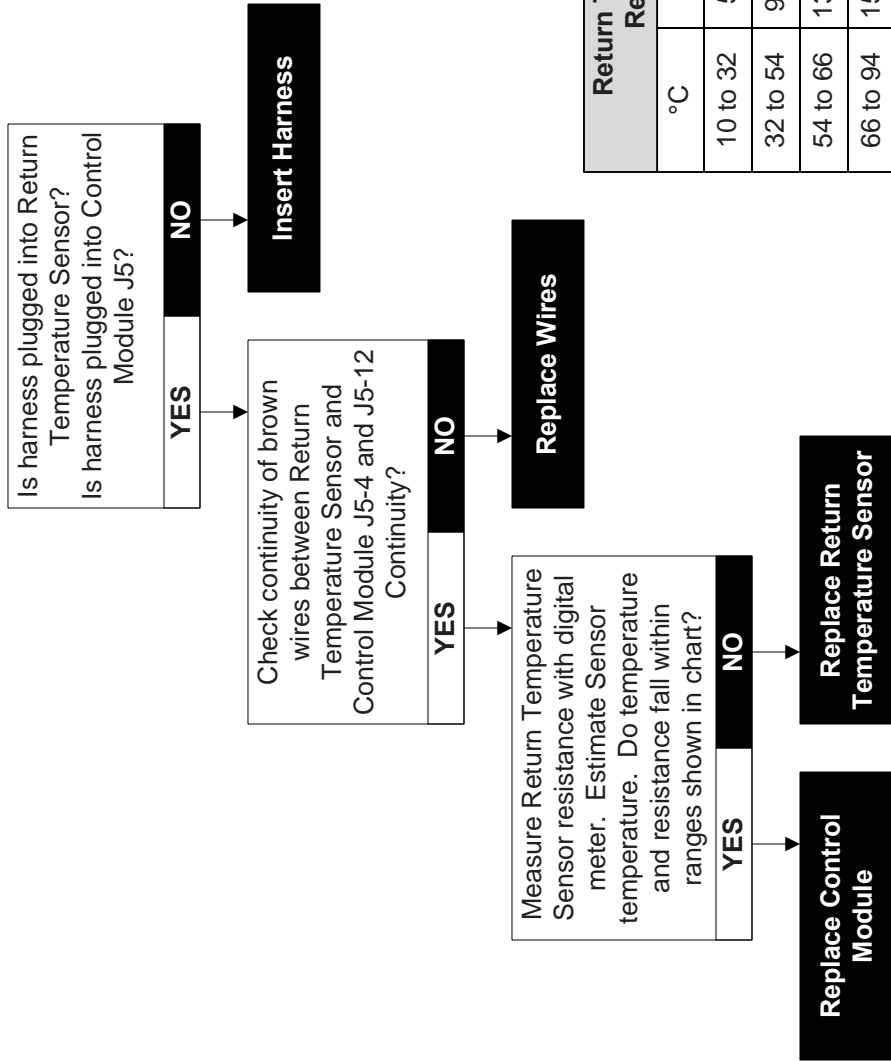 Is harness plugged into Return
Temperature Sensor?
Is harness plugged into Control
Module J5?
YES
NO
Insert Harness
Check continuity of brown
wires between Return
Temperature Sensor and
Control Module J5-4 and J5-12
Continuity?
YES
NO
Replace Wires
Measure Return Temperature
Sensor resistance with digital
meter. Estimate Sensor
temperature. Do temperature
and resistance fall within
ranges shown in chart?
YES
NO
Replace Control
Module
Replace Return
Temperature Sensor
Return
°C
10 to 32
32 to 54
54 to 66
66 to 94